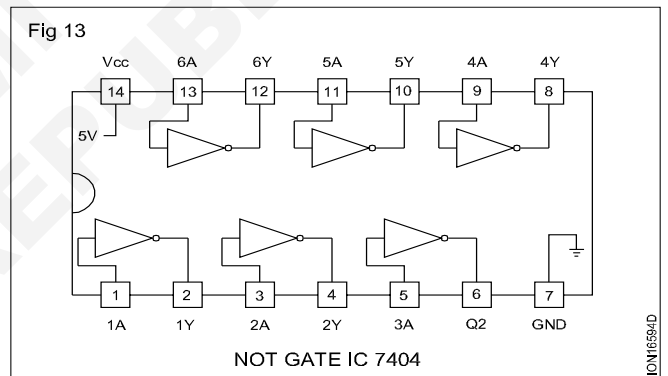 Fig 13
Vcc 6A 6Y 5A 5Y 4A 4Y
14 13 12 11 10 9 8
5V
1 2 3 4 5 6 7
1A 1Y 2A 2Y 3A Q2 GND
NOT GATE IC 7404
ION16594D